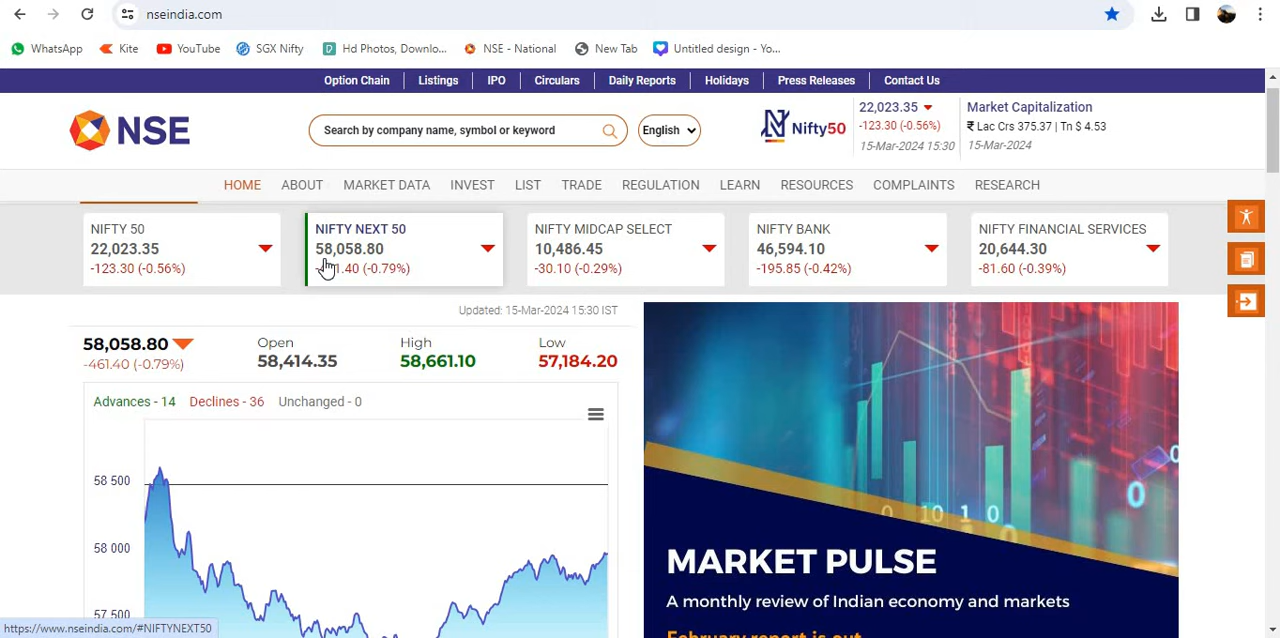 nseindia.com
WhatsApp Kite YouTube SGX Nifty Hd Photos, Downlo... NSE - National New Tab Untitled design - Yo...
Option Chain Listings IPO Circulars Daily Reports Holidays Press Releases Contact Us
NSE
Search by company name, symbol or keyword
English
Nifty50
22,023.35
-123.30 (-0.56%)
15-Mar-2024 15:30
Market Capitalization
₹ Lac Crs 375.37 | Tn $ 4.53
15-Mar-2024
HOME ABOUT MARKET DATA INVEST LIST TRADE REGULATION LEARN RESOURCES COMPLAINTS RESEARCH
NIFTY 50
22,023.35
-123.30 (-0.56%)
NIFTY NEXT 50
58,058.80
1.40 (-0.79%)
NIFTY MIDCAP SELECT
10,486.45
-30.10 (-0.29%)
NIFTY BANK
46,594.10
-195.85 (-0.42%)
NIFTY FINANCIAL SERVICES
20,644.30
-81.60 (-0.39%)
Updated: 15-Mar-2024 15:30 IST
58,058.80
-461.40 (-0.79%)
Open
58,414.35
High
58,661.10
Low
57,184.20
Advances - 14 Declines - 36 Unchanged - 0
58 500
58 000
57 500
0 10 1 0
0
MARKET PULSE
A monthly review of Indian economy and markets
February report is out
https://www.nseindia.com/#NIFTYNEXT50